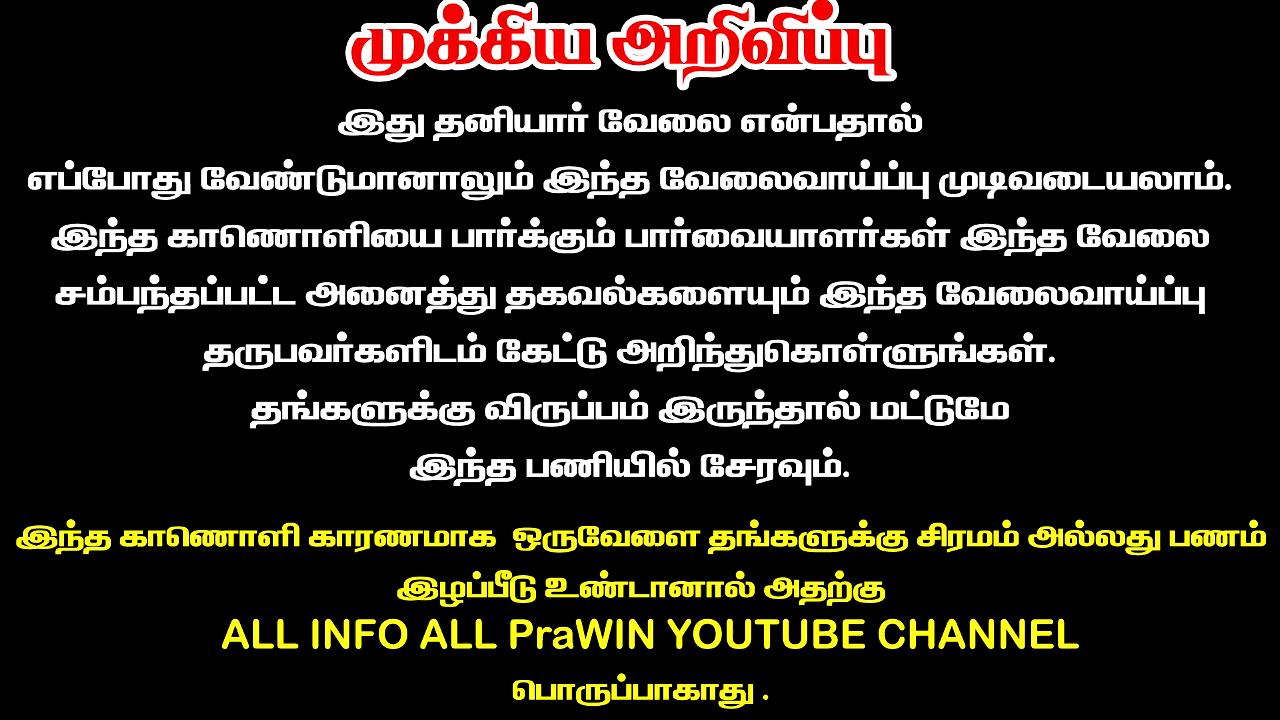 முக்கிய அறிவிப்பு
இது தனியார் வேலை என்பதால்
எப்போது வேண்டுமானாலும் இந்த வேலைவாய்ப்பு முடிவடையலாம்.
இந்த காணொளியை பார்க்கும் பார்வையாளர்கள் இந்த வேலை
சம்பந்தப்பட்ட அனைத்து தகவல்களையும் இந்த வேலைவாய்ப்பு
தருபவர்களிடம் கேட்டு அறிந்துகொள்ளுங்கள்.
தங்களுக்கு விருப்பம் இருந்தால் மட்டுமே
இந்த பணியில் சேரவும்.
இந்த காணொளி காரணமாக ஒருவேளை தங்களுக்கு சிரமம் அல்லது பணம்
இழப்பீடு உண்டானால் அதற்கு
ALL INFO ALL PraWIN YOUTUBE CHANNEL
பொருப்பாகாது .